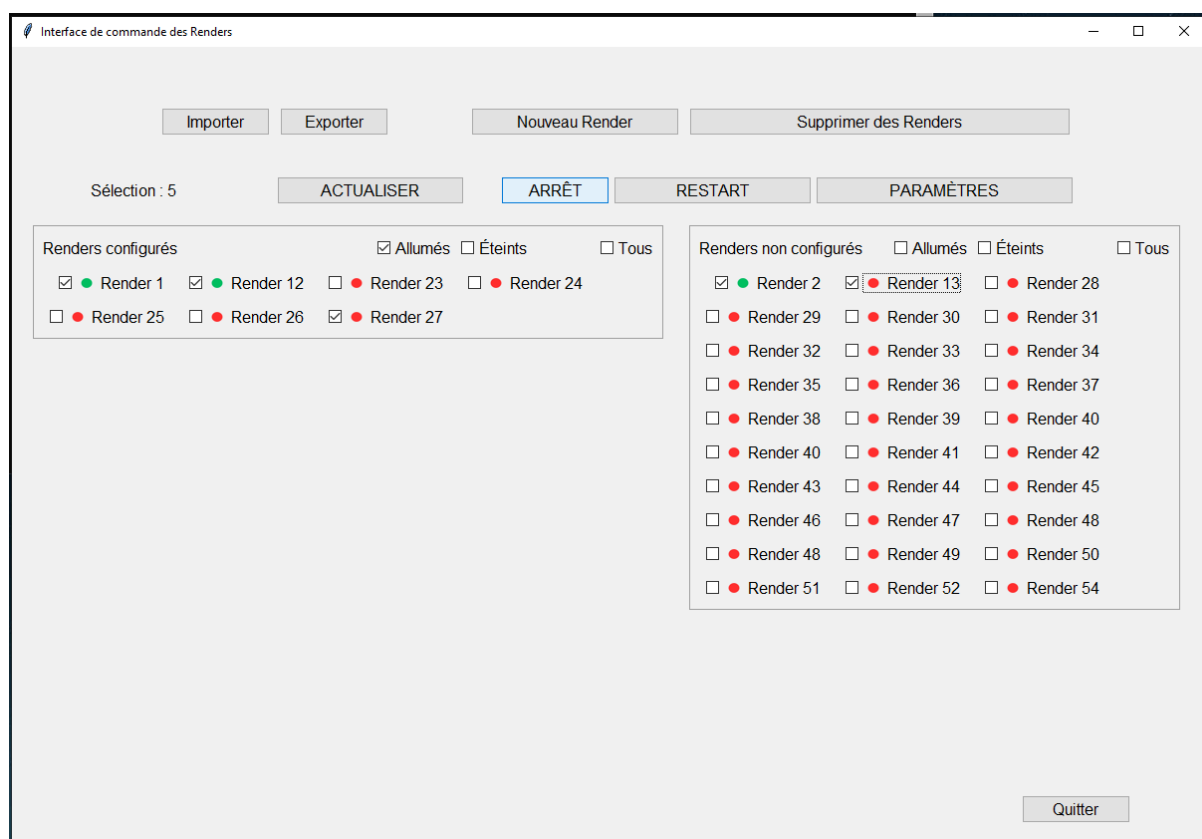 Interface de commande des Renders
Importer Exporter Nouveau Render Supprimer des Renders
Sélection : 5 ACTUALISER ARRÊT RESTART PARAMÈTRES
Renders configurés Allumés Éteints Tous
Render 1 Render 12 Render 23 Render 24
Render 25 Render 26 Render 27
Renders non configurés Allumés Éteints Tous
Render 2 Render 13 Render 28
Render 29 Render 30 Render 31
Render 32 Render 33 Render 34
Render 35 Render 36 Render 37
Render 38 Render 39 Render 40
Render 40 Render 41 Render 42
Render 43 Render 44 Render 45
Render 46 Render 47 Render 48
Render 48 Render 49 Render 50
Render 51 Render 52 Render 54
Quitter